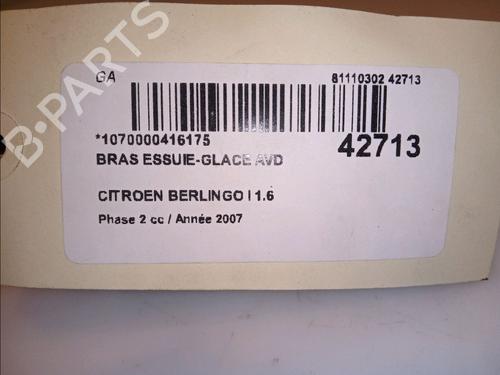 B-PARTS
GA 81110302 42713
*1070000416175 42713
BRAS ESSUIE-GLACE AVD
CITROEN BERLINGO I 1.6
Phase 2 cc / Année 2007